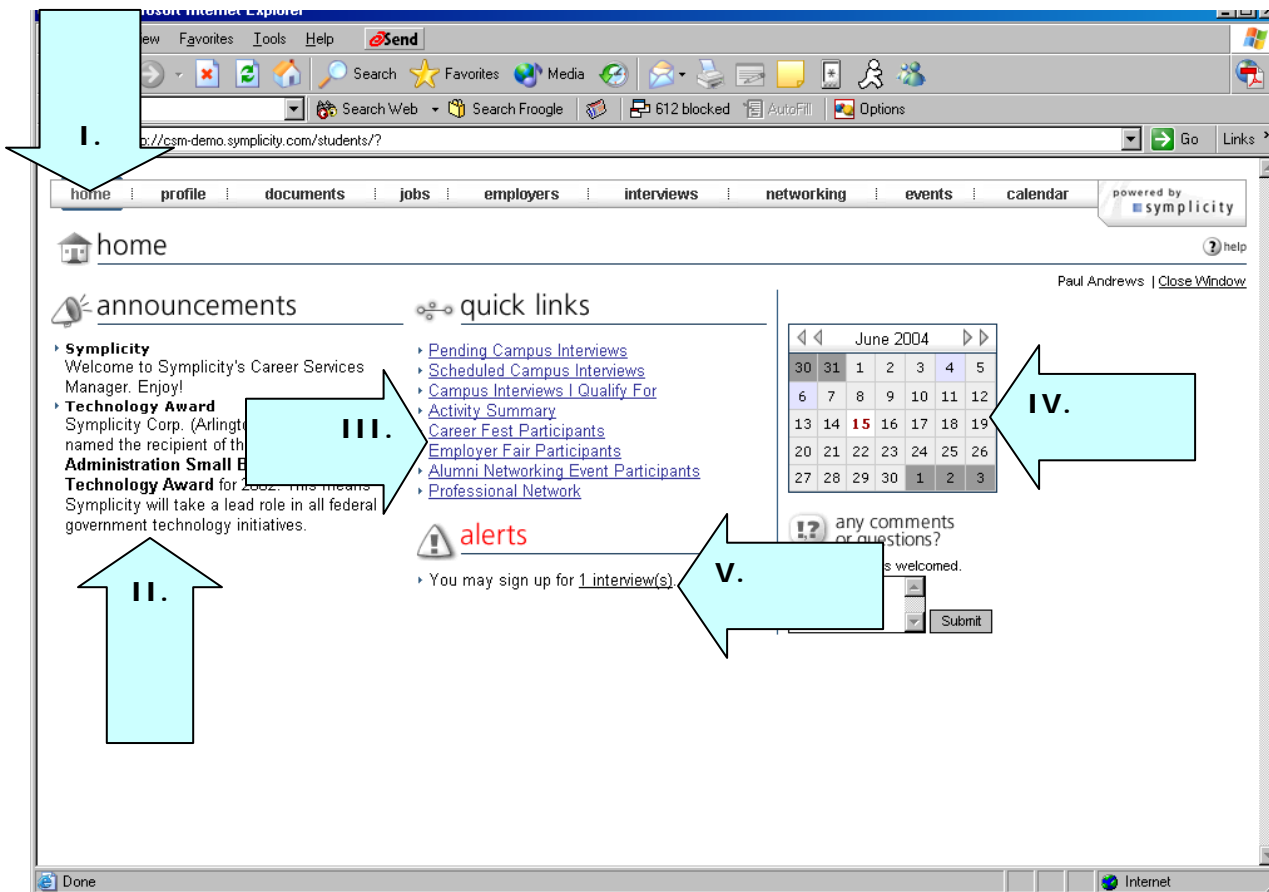 ew Favorites Tools Help eSend
Search Favorites Media
Search Web Search Froogle 612 blocked AutoFill Options
I.
p://csm-demo.symplicity.com/students/? Go Links
home profile documents jobs employers interviews networking events calendar
powered by
symplicity
home
help
Paul Andrews | Close Window
announcements
Symplicity
Welcome to Symplicity's Career Services
Manager. Enjoy!
Technology Award
Symplicity Corp. (Arlingt
named the recipient of th
Administration Small B
Technology Award for 2002. This means
Symplicity will take a lead role in all federal
government technology initiatives.
II.
quick links
Pending Campus Interviews
Scheduled Campus Interviews
Campus Interviews I Qualify For
Activity Summary
Career Fest Participants
Employer Fair Participants
Alumni Networking Event Participants
Professional Network
III.
alerts
You may sign up for 1 interview(s).
V.
June 2004
30 31 1 2 3 4 5
6 7 8 9 10 11 12
13 14 15 16 17 18 19
20 21 22 23 24 25 26
27 28 29 30 1 2 3
IV.
any comments
or questions?
s welcomed.
Submit
Done
Internet